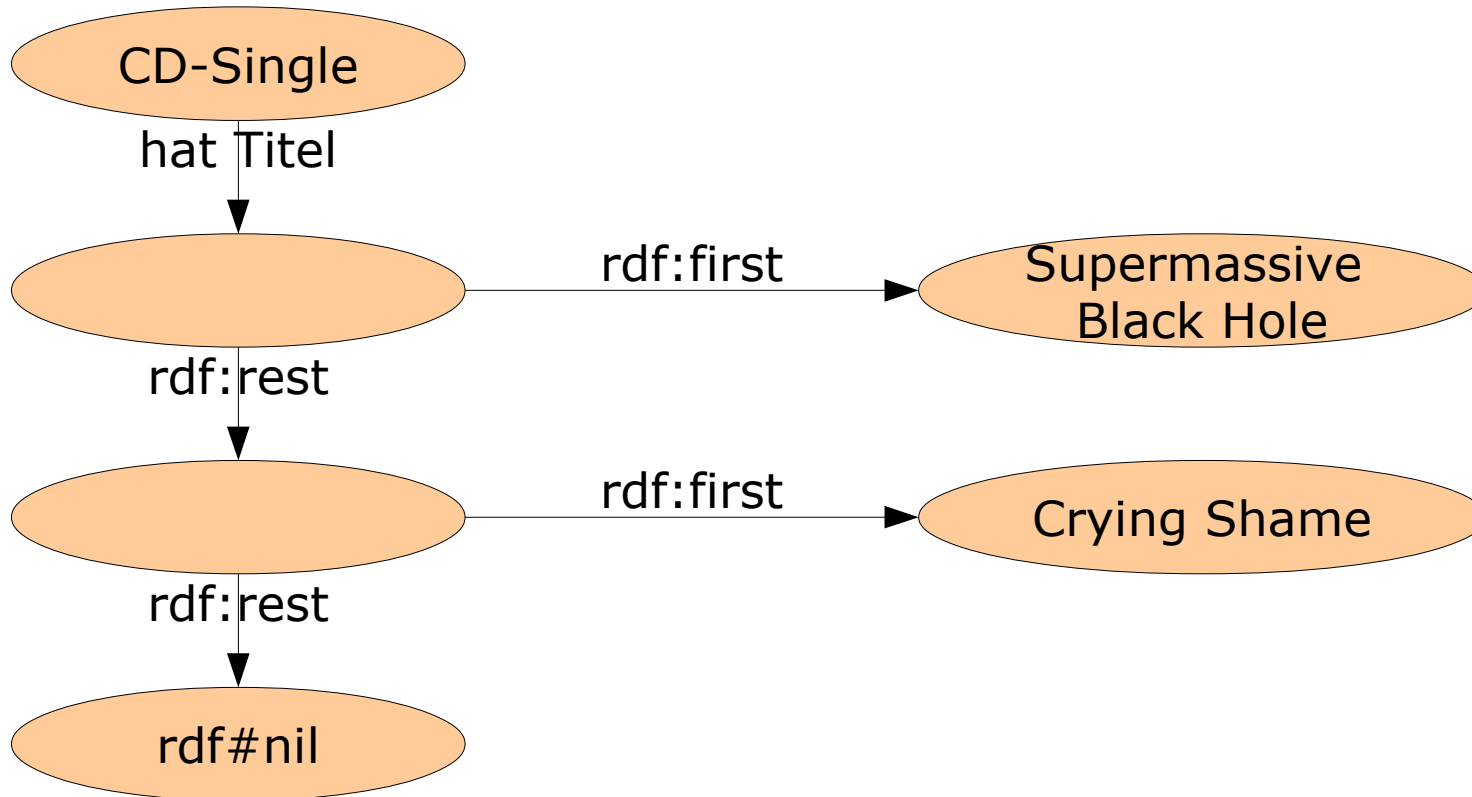 CD-Single
hat Titel
rdf:first
Supermassive
Black Hole
rdf:rest
rdf:first
Crying Shame
rdf:rest
rdf#nil